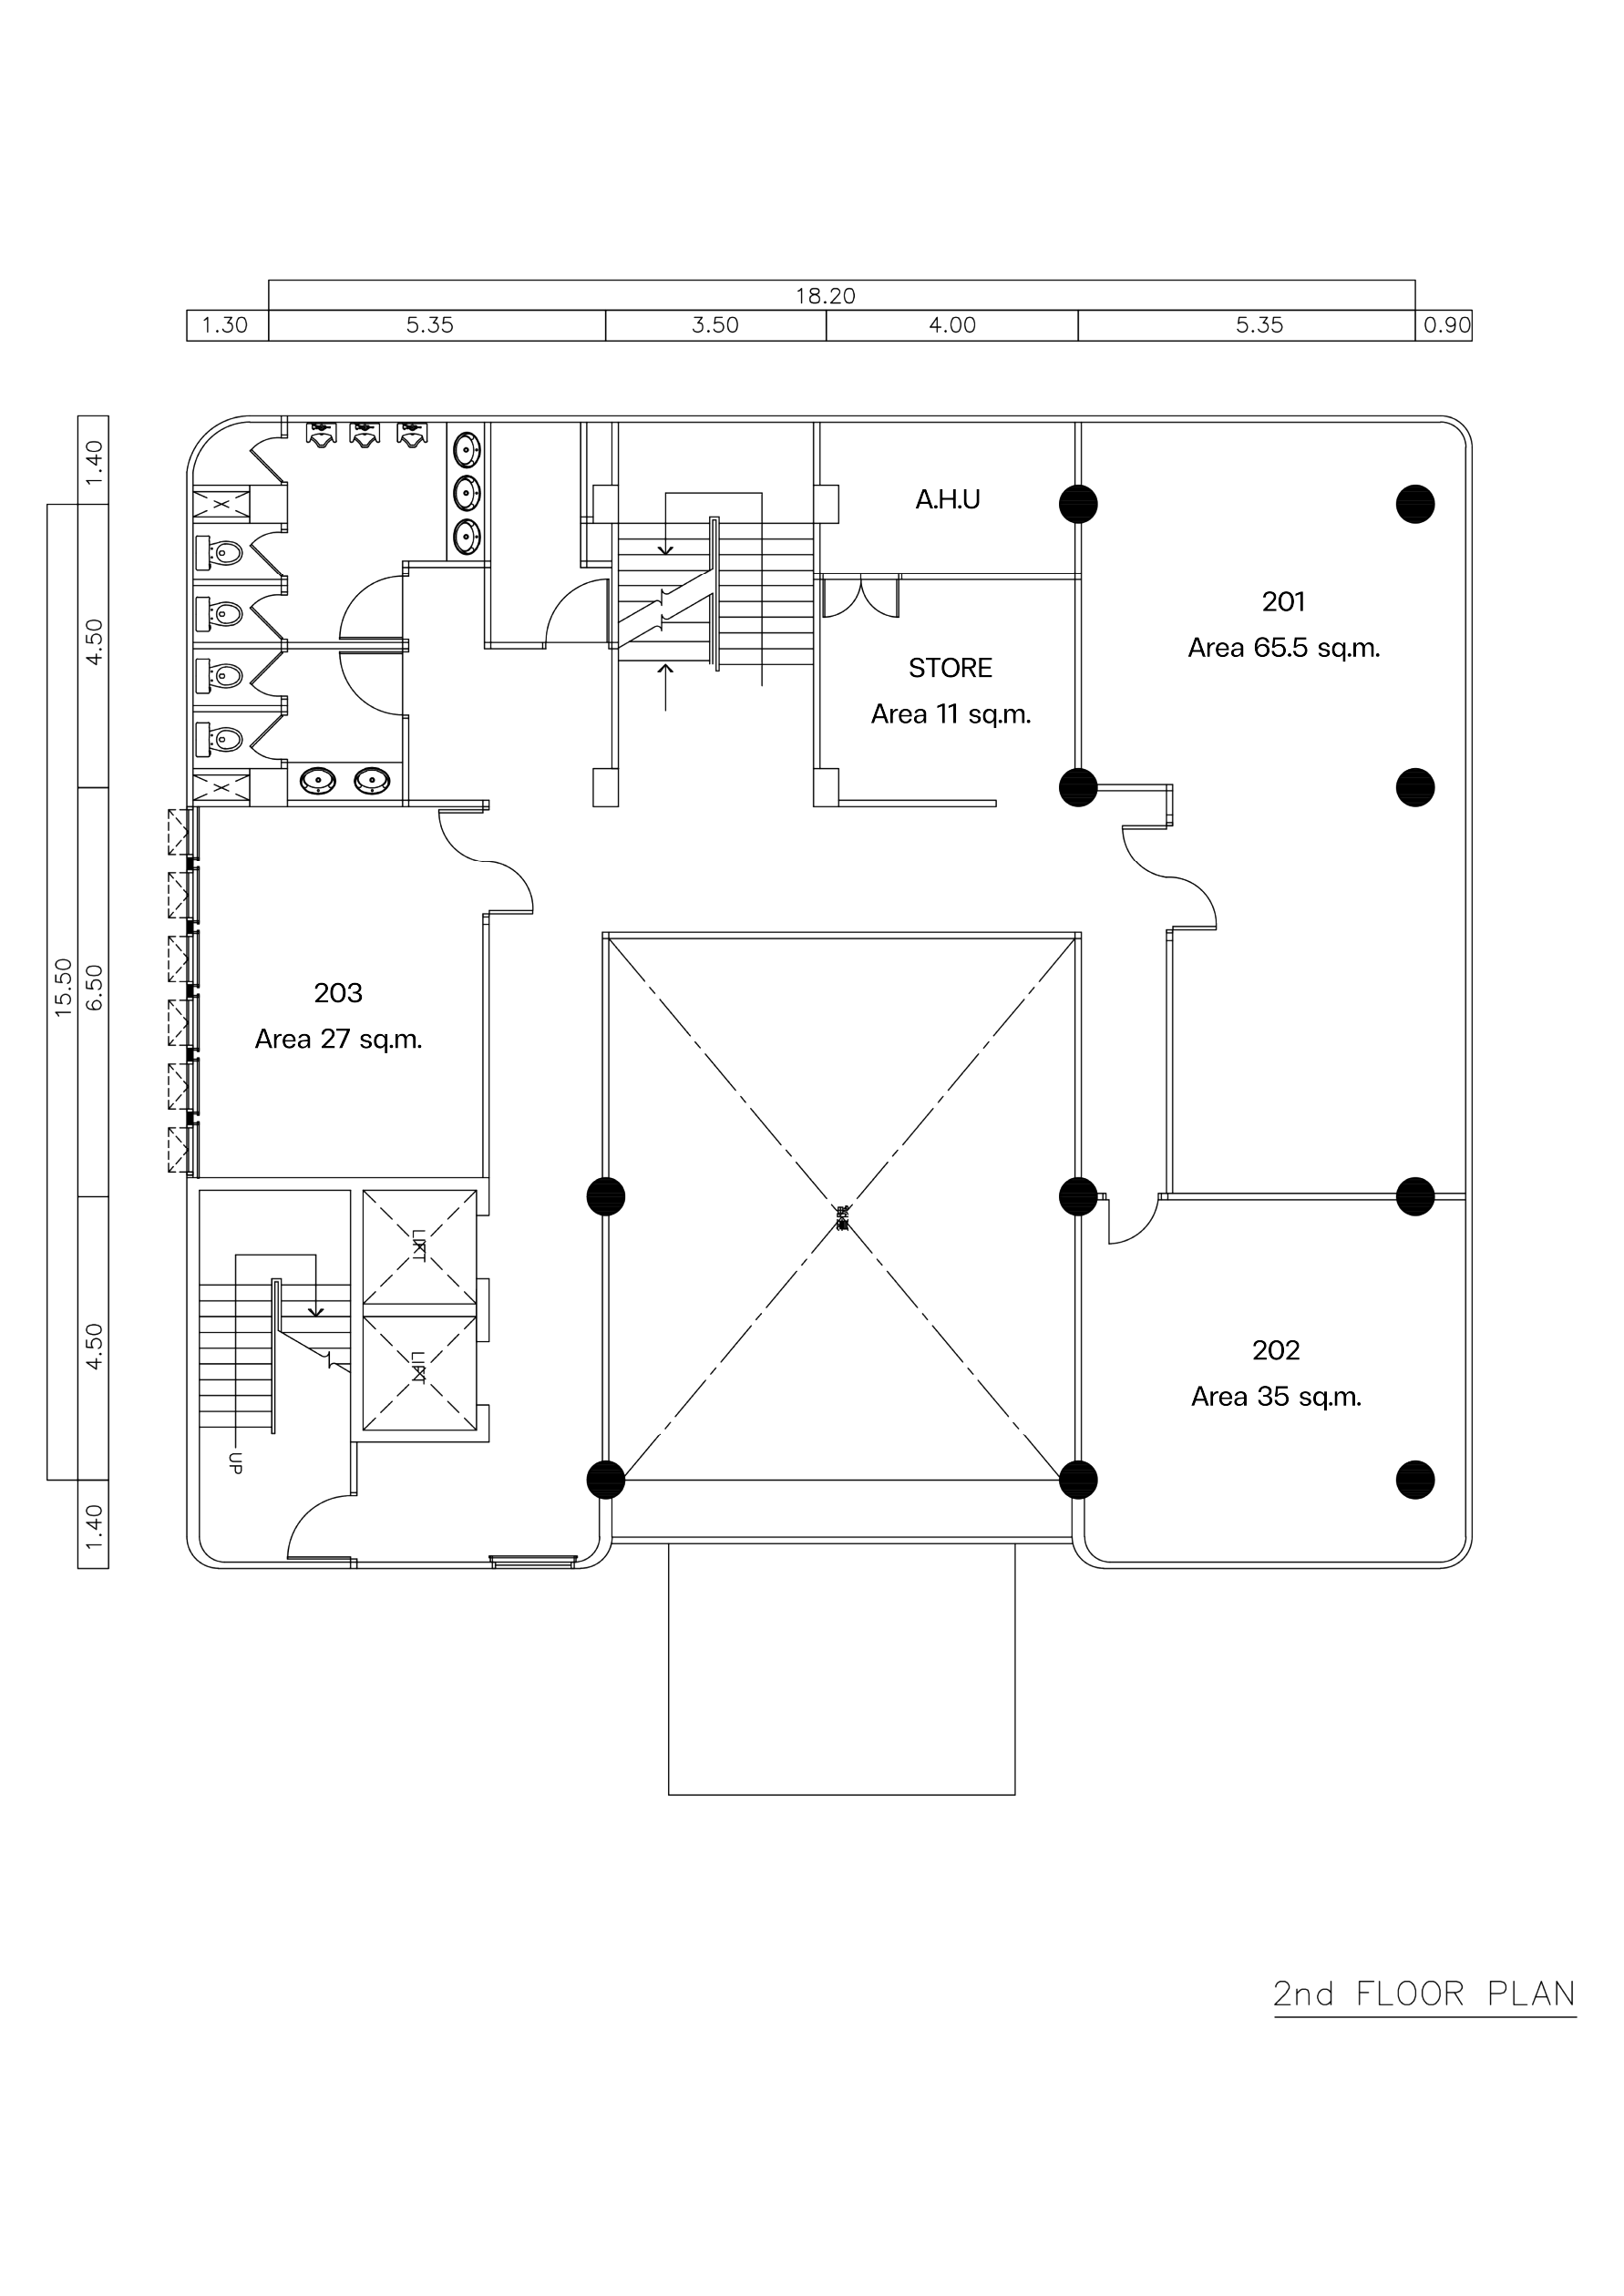 18.20
1.30 5.35 3.50 4.00 5.35 0.90
1.40
4.50
15.50
6.50
4.50
1.40
A.H.U
201
Area 65.5 sq.m.
STORE
Area 11 sq.m.
203
Area 27 sq.m.
LIFT
LIFT
UP
202
Area 35 sq.m.
2nd FLOOR PLAN